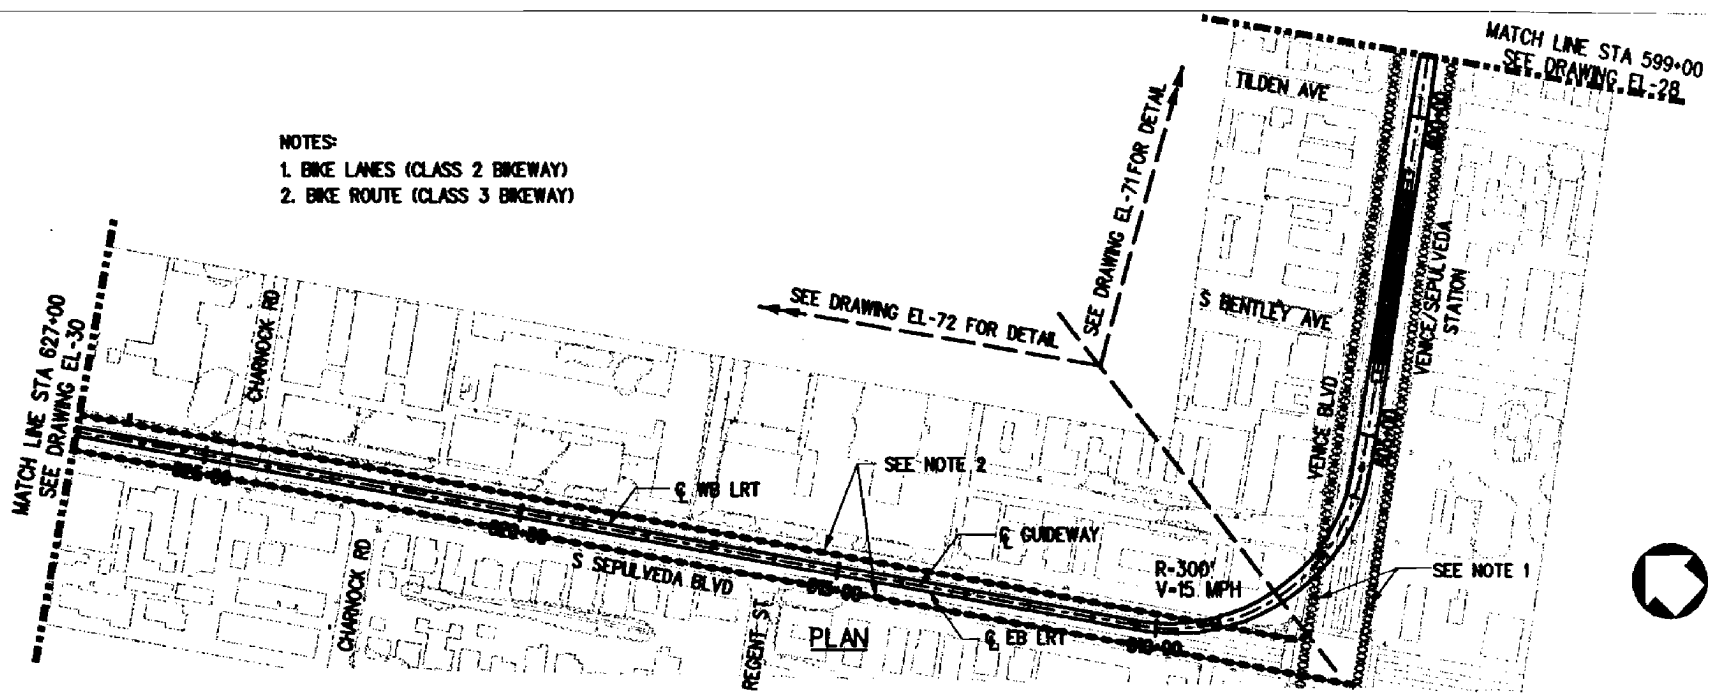 MATCH LINE STA 599+00
SEE DRAWING EL-28
TILDEN AVE
NOTES:
1. BIKE LANES (CLASS 2 BIKEWAY)
2. BIKE ROUTE (CLASS 3 BIKEWAY)
SEE DRAWING EL-71 FOR DETAIL
SEE DRAWING EL-72 FOR DETAIL
S BENTLEY AVE
VENICE/SEPULVEDA
STATION
VENICE BLVD
MATCH LINE STA 627+00
SEE DRAWING EL-30
CHARNOCK RD
SEE NOTE 2
℄ WB LRT
℄ GUIDEWAY
R=300'
V=15 MPH
SEE NOTE 1
S SEPULVEDA BLVD
CHARNOCK RD
REGENT ST
PLAN
℄ EB LRT